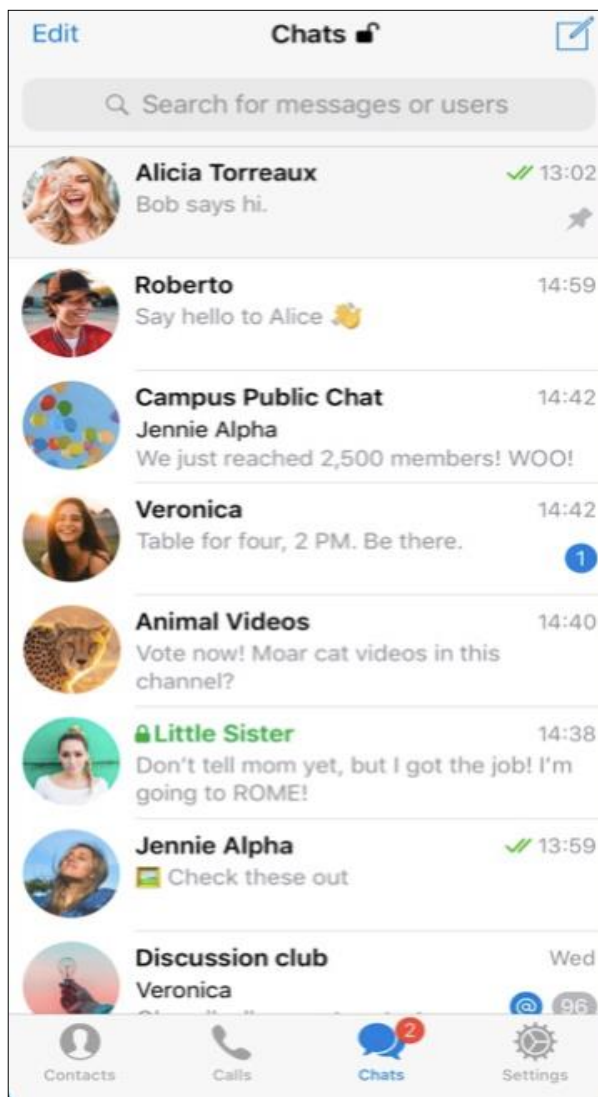 Edit
Chats
Search for messages or users
Alicia Torreaux
13:02
Bob says hi.
Roberto
14:59
Say hello to Alice 👋
Campus Public Chat
14:42
Jennie Alpha
We just reached 2,500 members! WOO!
Veronica
14:42
Table for four, 2 PM. Be there.
1
Animal Videos
14:40
Vote now! Moar cat videos in this
channel?
Little Sister
14:38
Don't tell mom yet, but I got the job! I'm
going to ROME!
Jennie Alpha
13:59
🖼 Check these out
Discussion club
Wed
Veronica
@ 96
2
Contacts
Calls
Chats
Settings